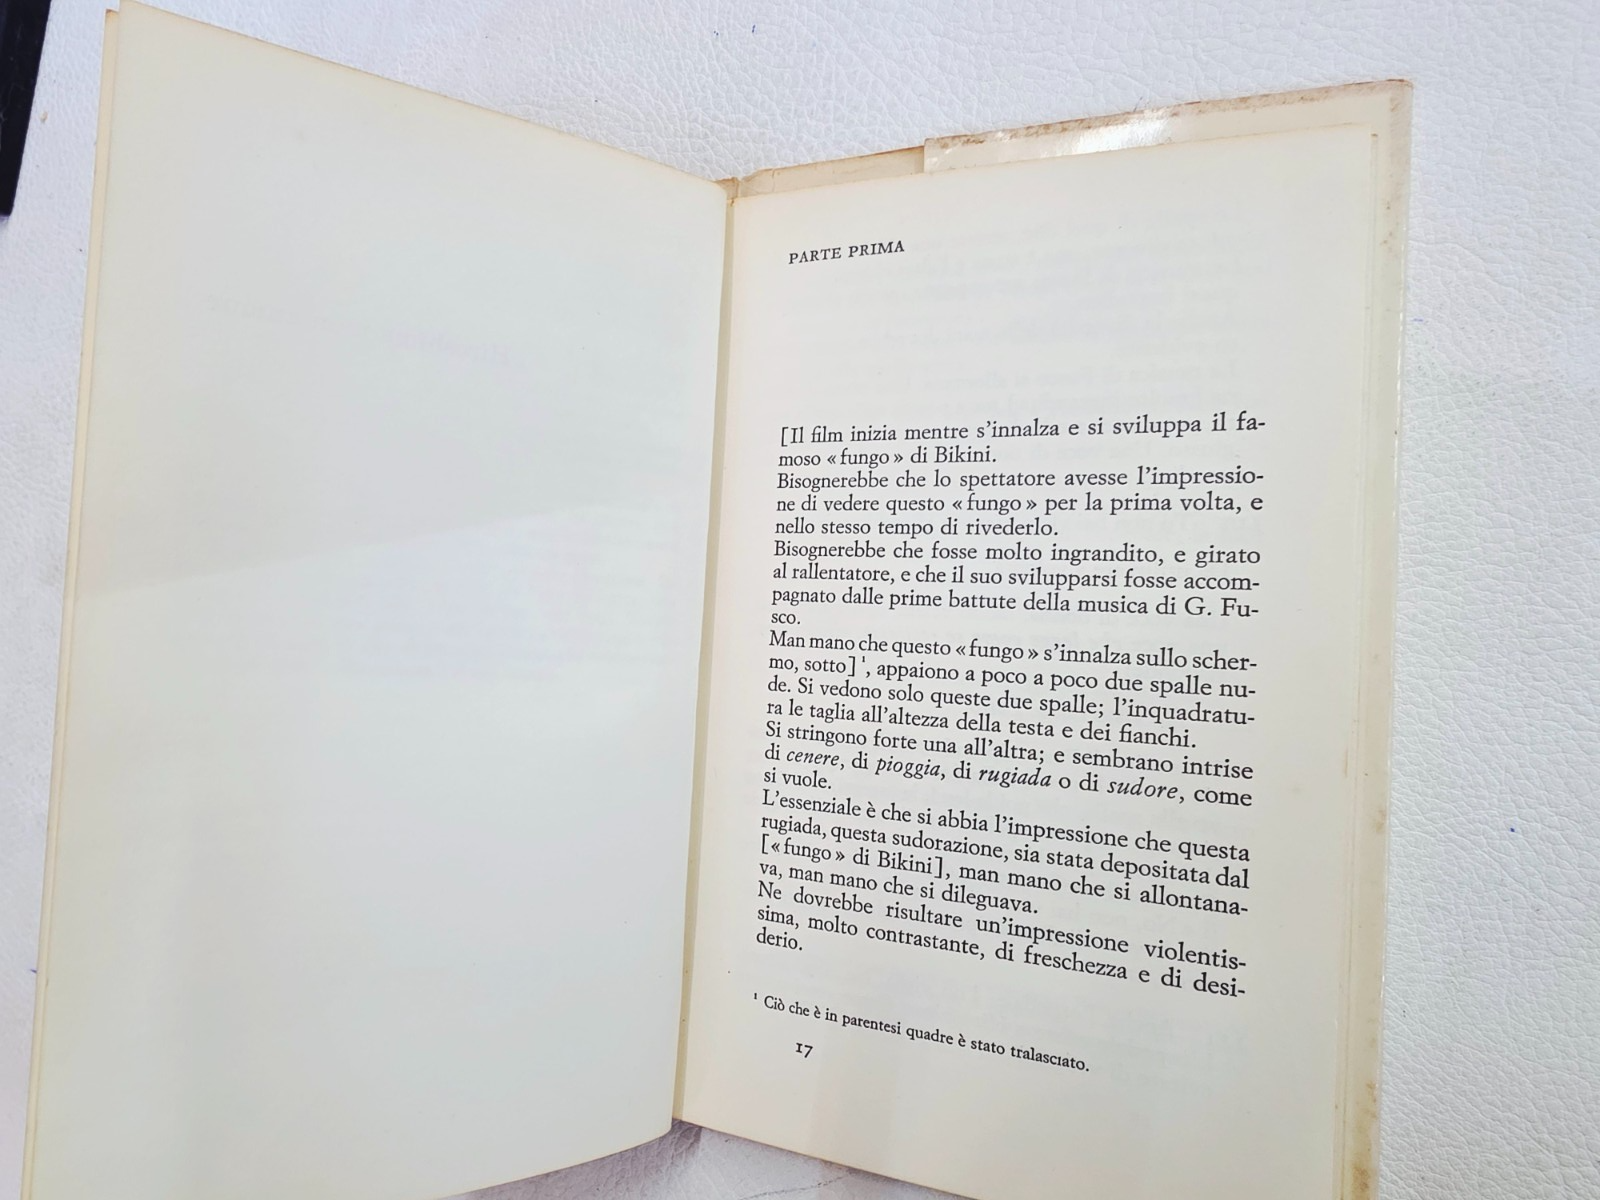 PARTE PRIMA
[Il film inizia mentre s'innalza e si sviluppa il fa-
moso «fungo» di Bikini.
Bisognerebbe che lo spettatore avesse l'impressio-
ne di vedere questo «fungo» per la prima volta, e
nello stesso tempo di rivederlo.
Bisognerebbe che fosse molto ingrandito, e girato
al rallentatore, e che il suo svilupparsi fosse accom-
pagnato dalle prime battute della musica di G. Fu-
sco.
Man mano che questo «fungo» s'innalza sullo scher-
mo, sotto]¹, appaiono a poco a poco due spalle nu-
de. Si vedono solo queste due spalle; l'inquadratu-
ra le taglia all'altezza della testa e dei fianchi.
Si stringono forte una all'altra; e sembrano intrise
di cenere, di pioggia, di rugiada o di sudore, come
si vuole.
L'essenziale è che si abbia l'impressione che questa
rugiada, questa sudorazione, sia stata depositata dal
[«fungo» di Bikini], man mano che si allontana-
va, man mano che si dileguava.
Ne dovrebbe risultare un'impressione violentis-
sima, molto contrastante, di freschezza e di desi-
derio.
¹ Ciò che è in parentesi quadre è stato tralasciato.
17